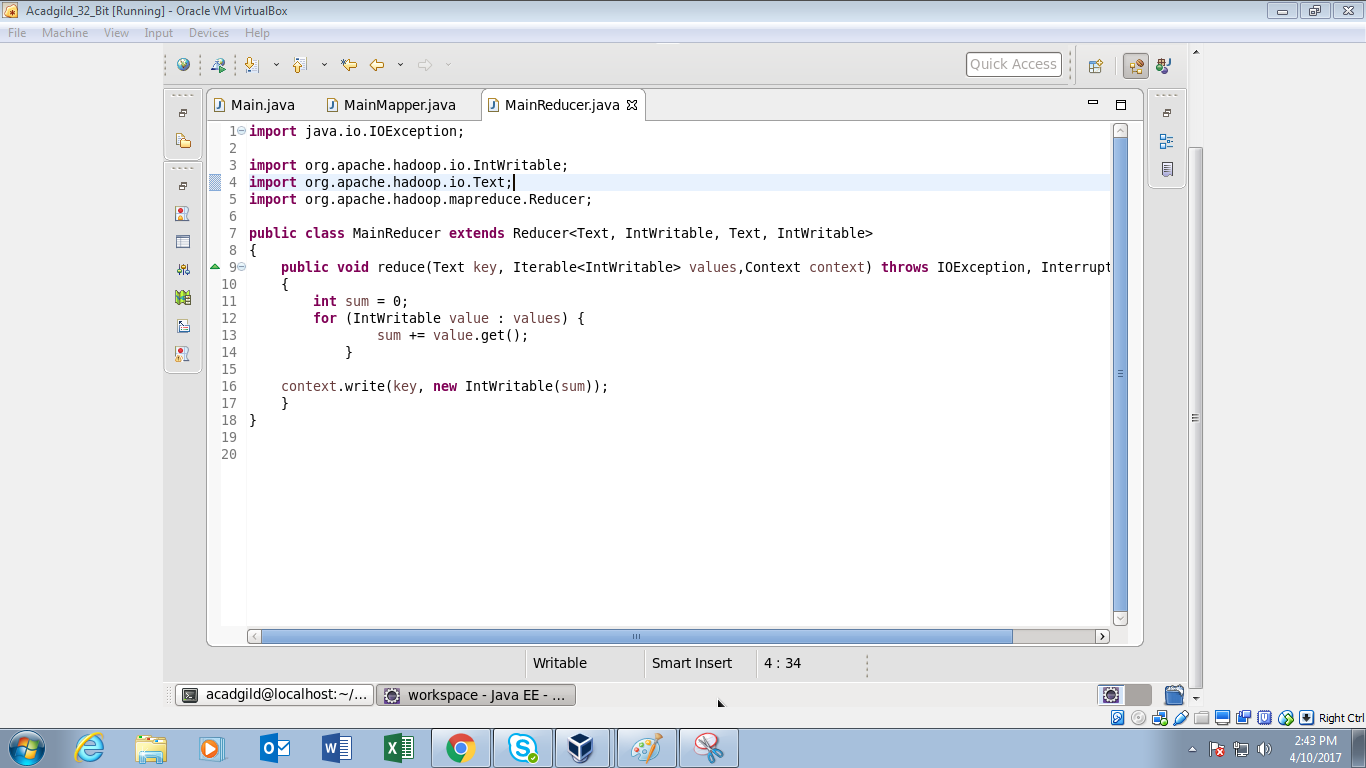 Acadgild_32_Bit [Running] - Oracle VM VirtualBox
File Machine View Input Devices Help
Quick Access
Main.java MainMapper.java MainReducer.java
1 import java.io.IOException;
2
3 import org.apache.hadoop.io.IntWritable;
4 import org.apache.hadoop.io.Text;
5 import org.apache.hadoop.mapreduce.Reducer;
6
7 public class MainReducer extends Reducer<Text, IntWritable, Text, IntWritable>
8 {
9 public void reduce(Text key, Iterable<IntWritable> values,Context context) throws IOException, Interrupt
10 {
11 int sum = 0;
12 for (IntWritable value : values) {
13 sum += value.get();
14 }
15
16 context.write(key, new IntWritable(sum));
17 }
18 }
19
20
Writable Smart Insert 4 : 34
acadgild@localhost:~/... workspace - Java EE - ...
Right Ctrl
2:43 PM
4/10/2017